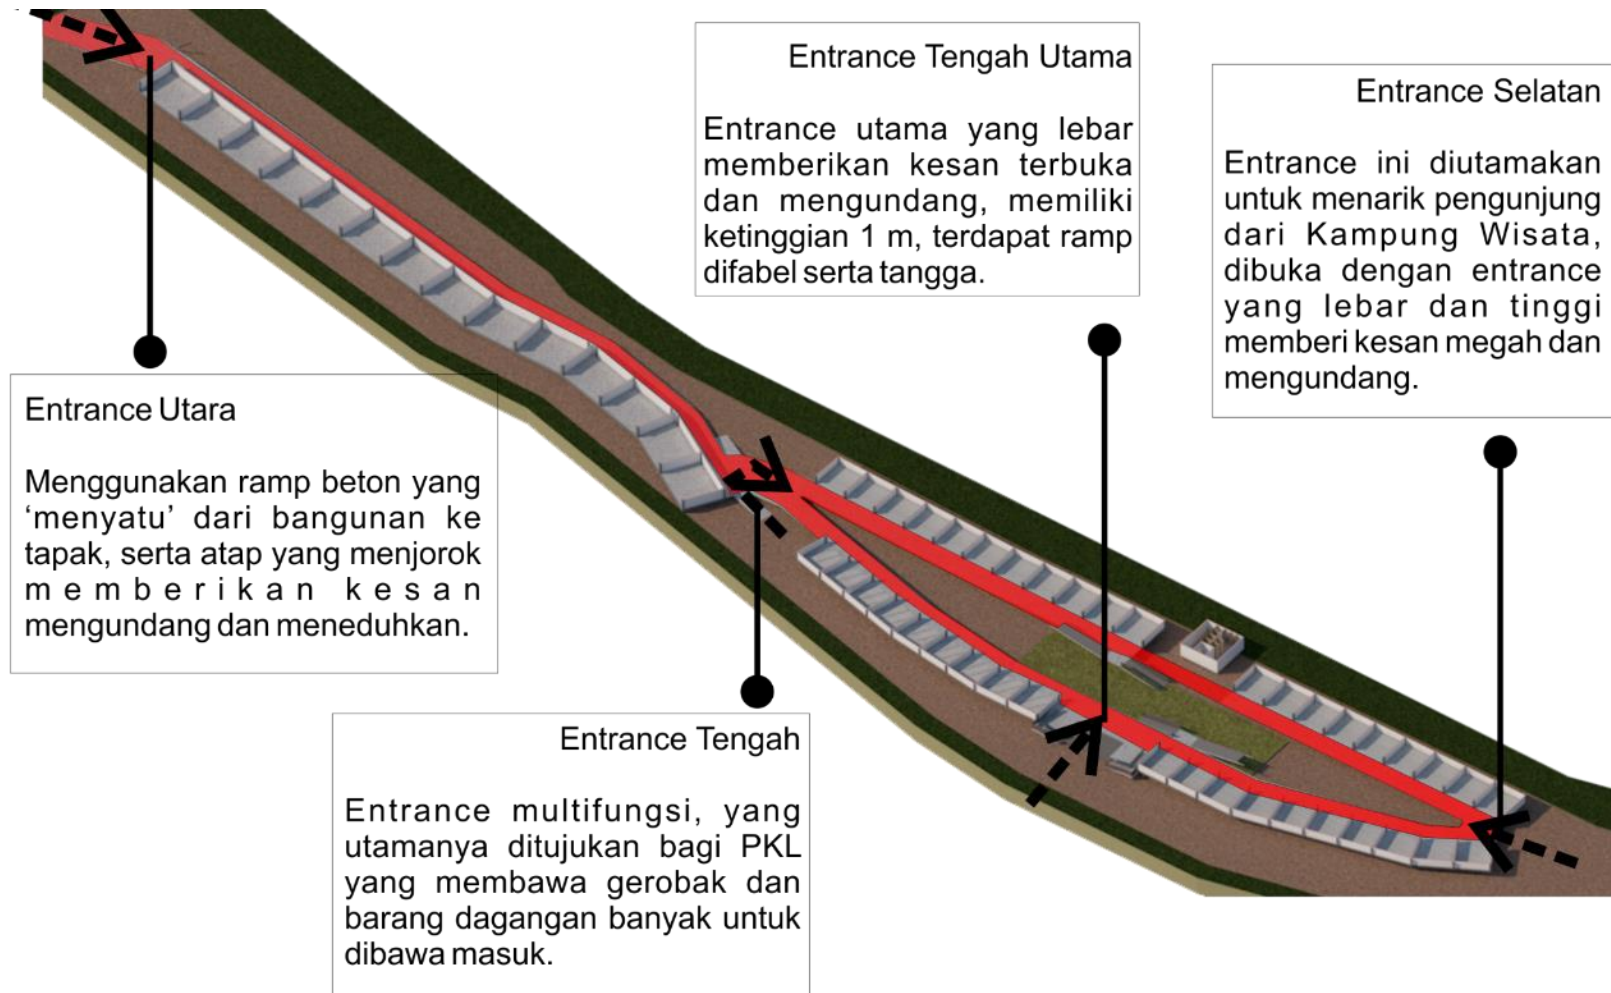 Entrance Tengah Utama
Entrance utama yang lebar
memberikan kesan terbuka
dan mengundang, memiliki
ketinggian 1 m, terdapat ramp
difabel serta tangga.
Entrance Selatan
Entrance ini diutamakan
untuk menarik pengunjung
dari Kampung Wisata,
dibuka dengan entrance
yang lebar dan tinggi
memberi kesan megah dan
mengundang.
Entrance Utara
Menggunakan ramp beton yang
‘menyatu’ dari bangunan ke
tapak, serta atap yang menjorok
memberikan kesan
mengundang dan meneduhkan.
Entrance Tengah
Entrance multifungsi, yang
utamanya ditujukan bagi PKL
yang membawa gerobak dan
barang dagangan banyak untuk
dibawa masuk.